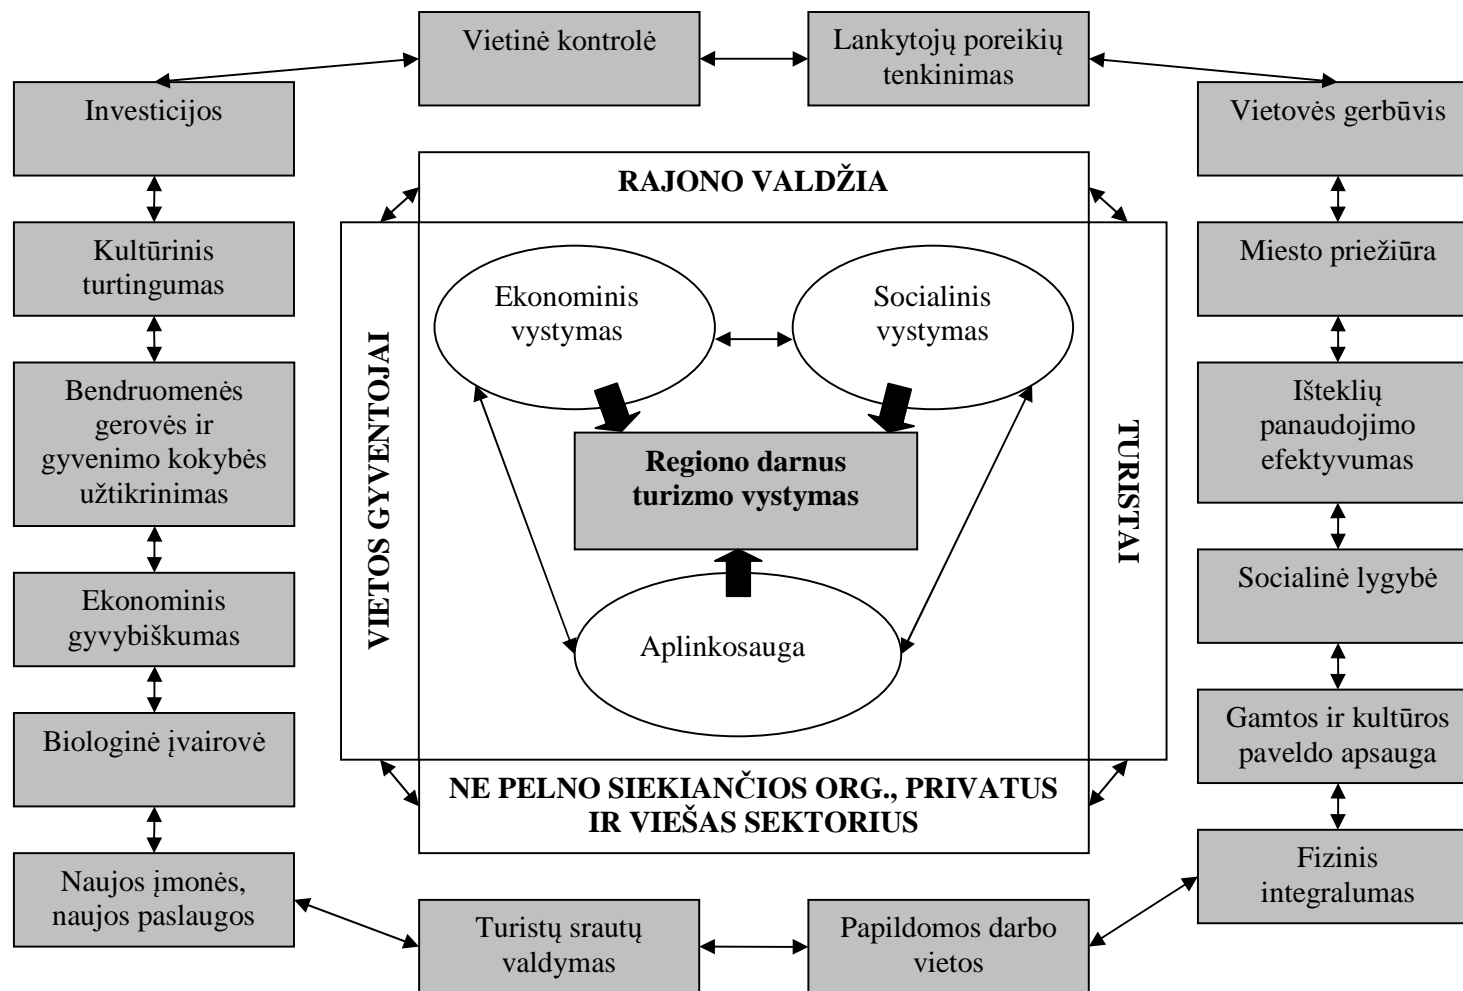 Vietinė kontrolė
Lankytojų poreikių
tenkinimas
Investicijos
Vietovės gerbūvis
RAJONO VALDŽIA
Kultūrinis
turtingumas
Miesto priežiūra
Ekonominis
vystymas
Socialinis
vystymas
VIETOS GYVENTOJAI
TURISTAI
Bendruomenės
gerovės ir
gyvenimo kokybės
užtikrinimas
Išteklių
panaudojimo
efektyvumas
Regiono darnus
turizmo vystymas
Ekonominis
gyvybiškumas
Socialinė lygybė
Aplinkosauga
Biologinė įvairovė
Gamtos ir kultūros
paveldo apsauga
NE PELNO SIEKIANČIOS ORG., PRIVATUS
IR VIEŠAS SEKTORIUS
Naujos įmonės,
naujos paslaugos
Fizinis
integralumas
Turistų srautų
valdymas
Papildomos darbo
vietos